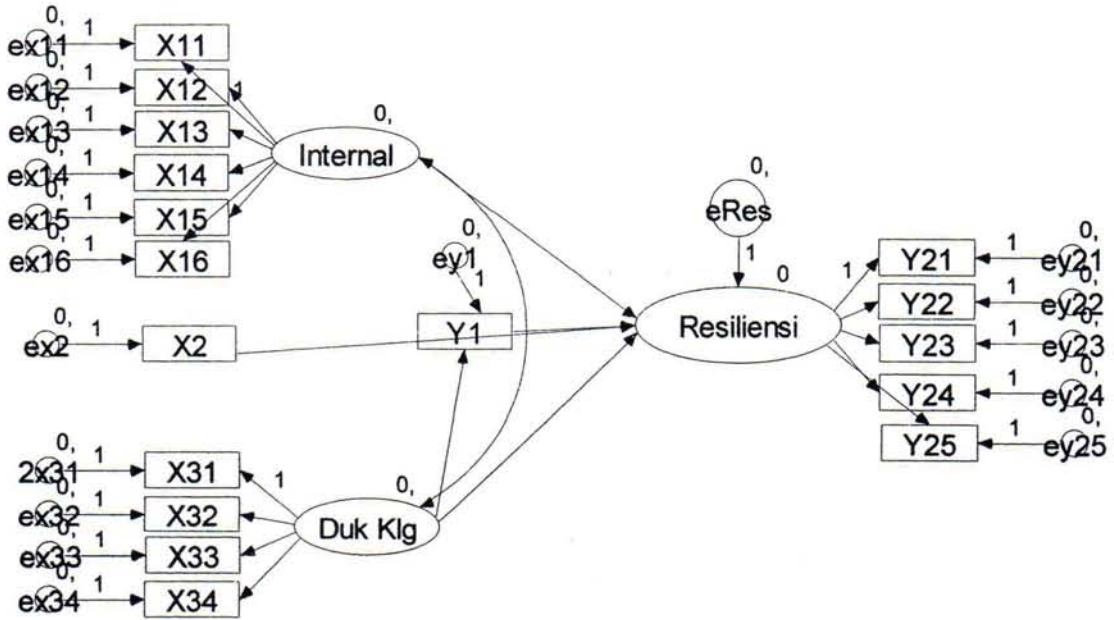 0,
ex11 1 X11
0,
ex12 1 X12 1
0,
ex13 1 X13
0,
ex14 1 X14
0,
ex15 1 X15
0,
ex16 1 X16
0,
Internal
0,
ey1
1
Y1
0,
ex2 1 X2
0,
eRes
1
0
Resiliensi
0,
1 Y21 1 ey21
0,
Y22 1 ey22
0,
Y23 1 ey23
0,
Y24 1 ey24
0,
Y25 1 ey25
0,
2x31 1 X31 1
0,
ex32 1 X32
0,
ex33 1 X33
0,
ex34 1 X34
0,
Duk Klg